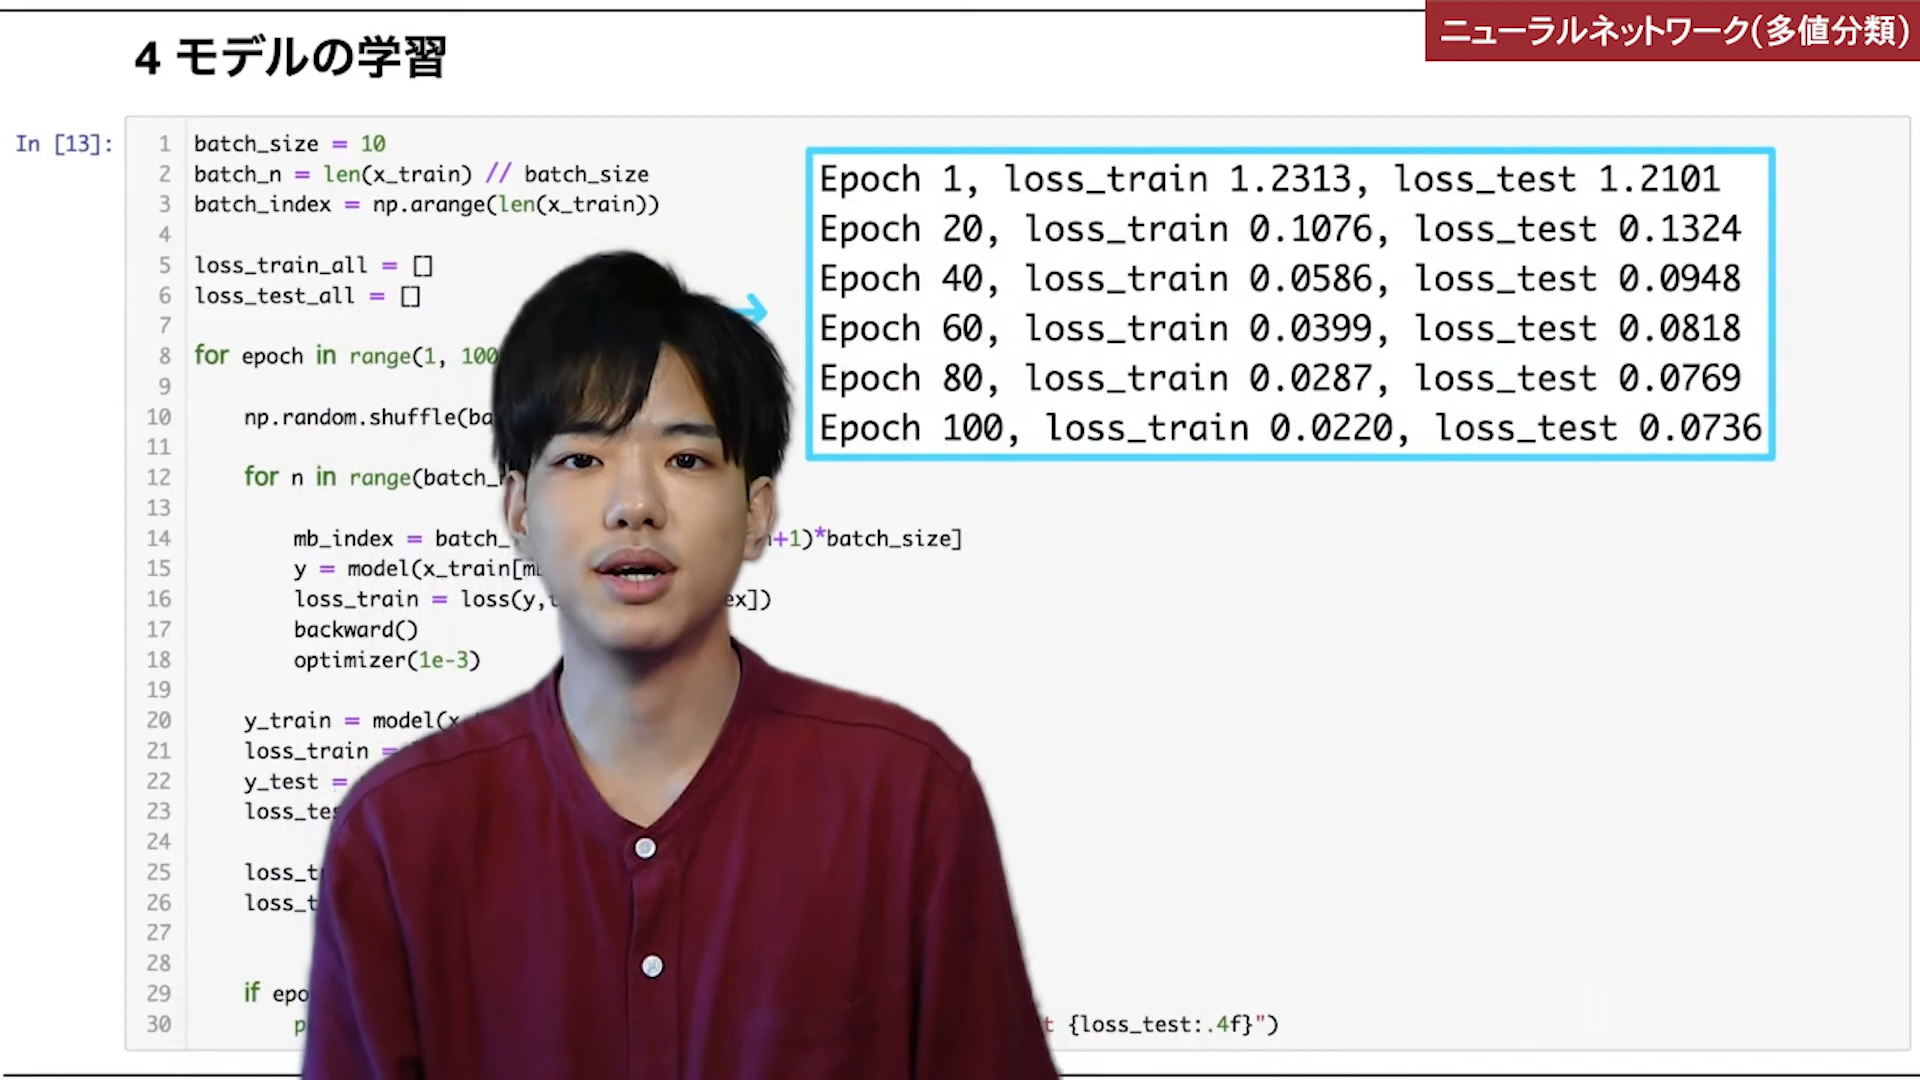 ニューラルネットワーク(多値分類)
4 モデルの学習
In [13]:
1 batch_size = 10
2 batch_n = len(x_train) // batch_size
3 batch_index = np.arange(len(x_train))
4
5 loss_train_all = []
6 loss_test_all = []
7
8 for epoch in range(1, 100
9
10 np.random.shuffle(ba
11
12 for n in range(batch_
13
14 mb_index = batch_ +1)*batch_size]
15 y = model(x_train[m
16 loss_train = loss(y, ex])
17 backward()
18 optimizer(1e-3)
19
20 y_train = model(x
21 loss_train =
22 y_test =
23 loss_tes
24
25 loss_t
26 loss_t
27
28
29 if epo
30 p t {loss_test:.4f}")
→
Epoch 1, loss_train 1.2313, loss_test 1.2101
Epoch 20, loss_train 0.1076, loss_test 0.1324
Epoch 40, loss_train 0.0586, loss_test 0.0948
Epoch 60, loss_train 0.0399, loss_test 0.0818
Epoch 80, loss_train 0.0287, loss_test 0.0769
Epoch 100, loss_train 0.0220, loss_test 0.0736